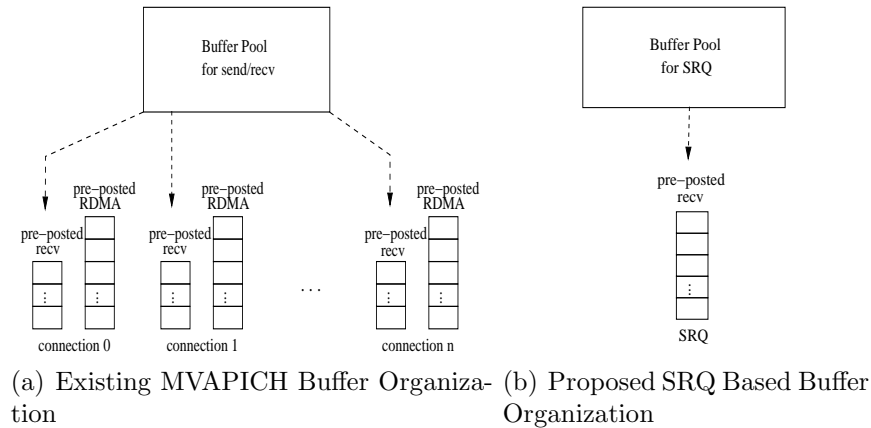 Buffer Pool
for send/recv
pre-posted
RDMA
pre-posted
recv
⋮
⋮
connection 0
pre-posted
RDMA
pre-posted
recv
⋮
⋮
connection 1
...
pre-posted
RDMA
pre-posted
recv
⋮
⋮
connection n
(a) Existing MVAPICH Buffer Organiza-
tion
Buffer Pool
for SRQ
pre-posted
recv
⋮
SRQ
(b) Proposed SRQ Based Buffer
Organization